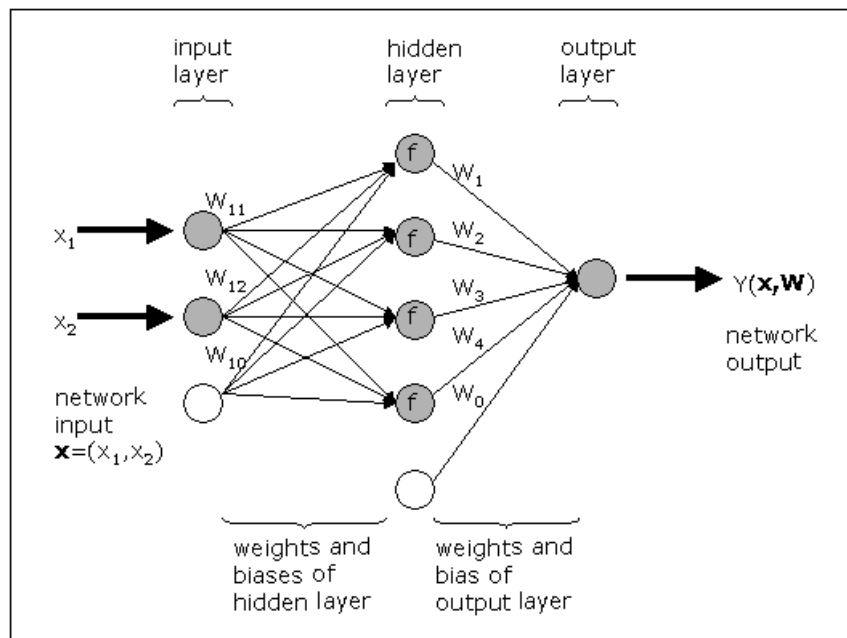 input
layer
hidden
layer
output
layer
f
W₁
W₁₁
x₁
f
W₂
Y(x,W)
W₁₂
W₃
x₂
f
W₄
network
output
W₁₀
f
W₀
network
input
x=(x₁,x₂)
weights and
biases of
hidden layer
weights and
bias of
output layer